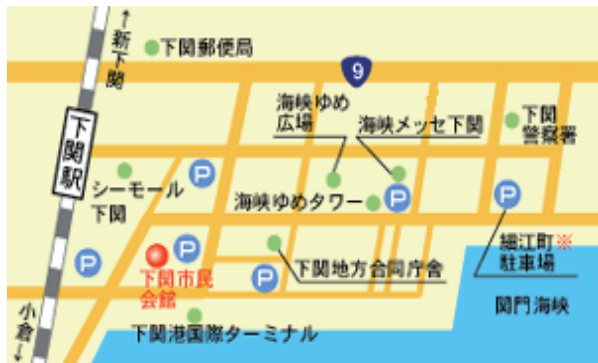 ↑新下関
下関郵便局
9
海峡ゆめ
広場
海峡メッセ下関
下関
警察署
下関駅
シーモール
下関
P
海峡ゆめタワー
P
P
P
P
下関市民
会館
下関地方合同庁舎
P
細江町※
駐車場
小倉↓
下関港国際ターミナル
関門海峡